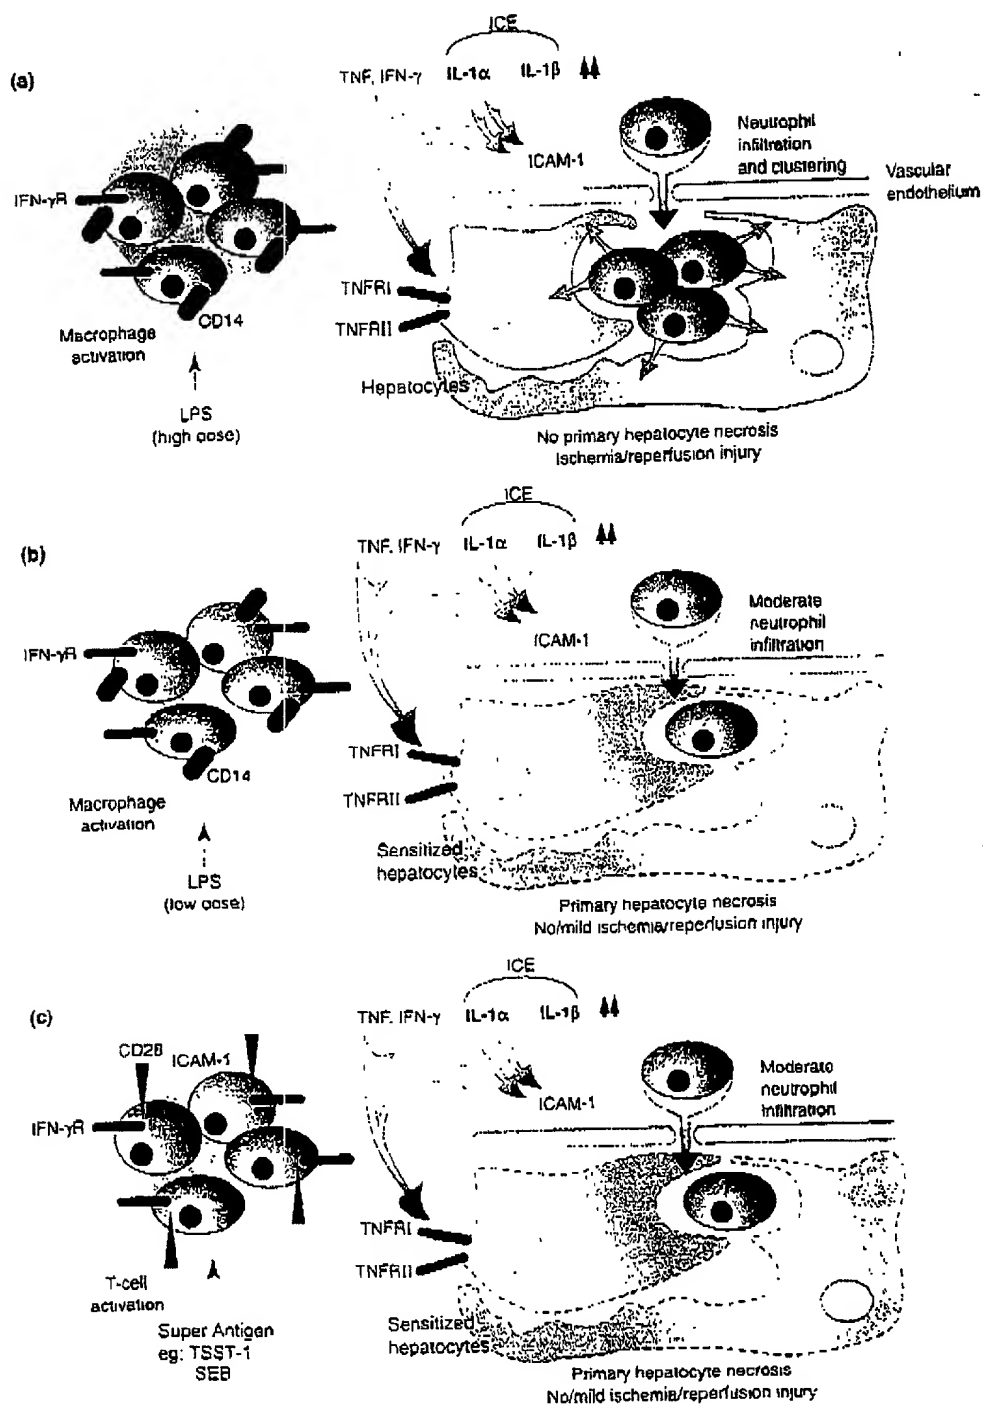 (a)
ICE
TNF, IFN-γ IL-1α IL-1β
ICAM-1
Neutrophil
infiltration
and clustering
Vascular
endothelium
IFN-γR
CD14
Macrophage
activation
LPS
(high dose)
TNFRI
TNFRII
Hepatocytes
No primary hepatocyte necrosis
Ischemia/reperfusion injury
(b)
ICE
TNF, IFN-γ IL-1α IL-1β
ICAM-1
Moderate
neutrophil
infiltration
IFN-γR
CD14
Macrophage
activation
LPS
(low dose)
TNFRI
TNFRII
Sensitized
hepatocytes
Primary hepatocyte necrosis
No/mild ischemia/reperfusion injury
(c)
ICE
TNF, IFN-γ IL-1α IL-1β
ICAM-1
Moderate
neutrophil
infiltration
CD28 ICAM-1
IFN-γR
T-cell
activation
Super Antigen
eg: TSST-1
SEB
TNFRI
TNFRII
Sensitized
hepatocytes
Primary hepatocyte necrosis
No/mild ischemia/reperfusion injury